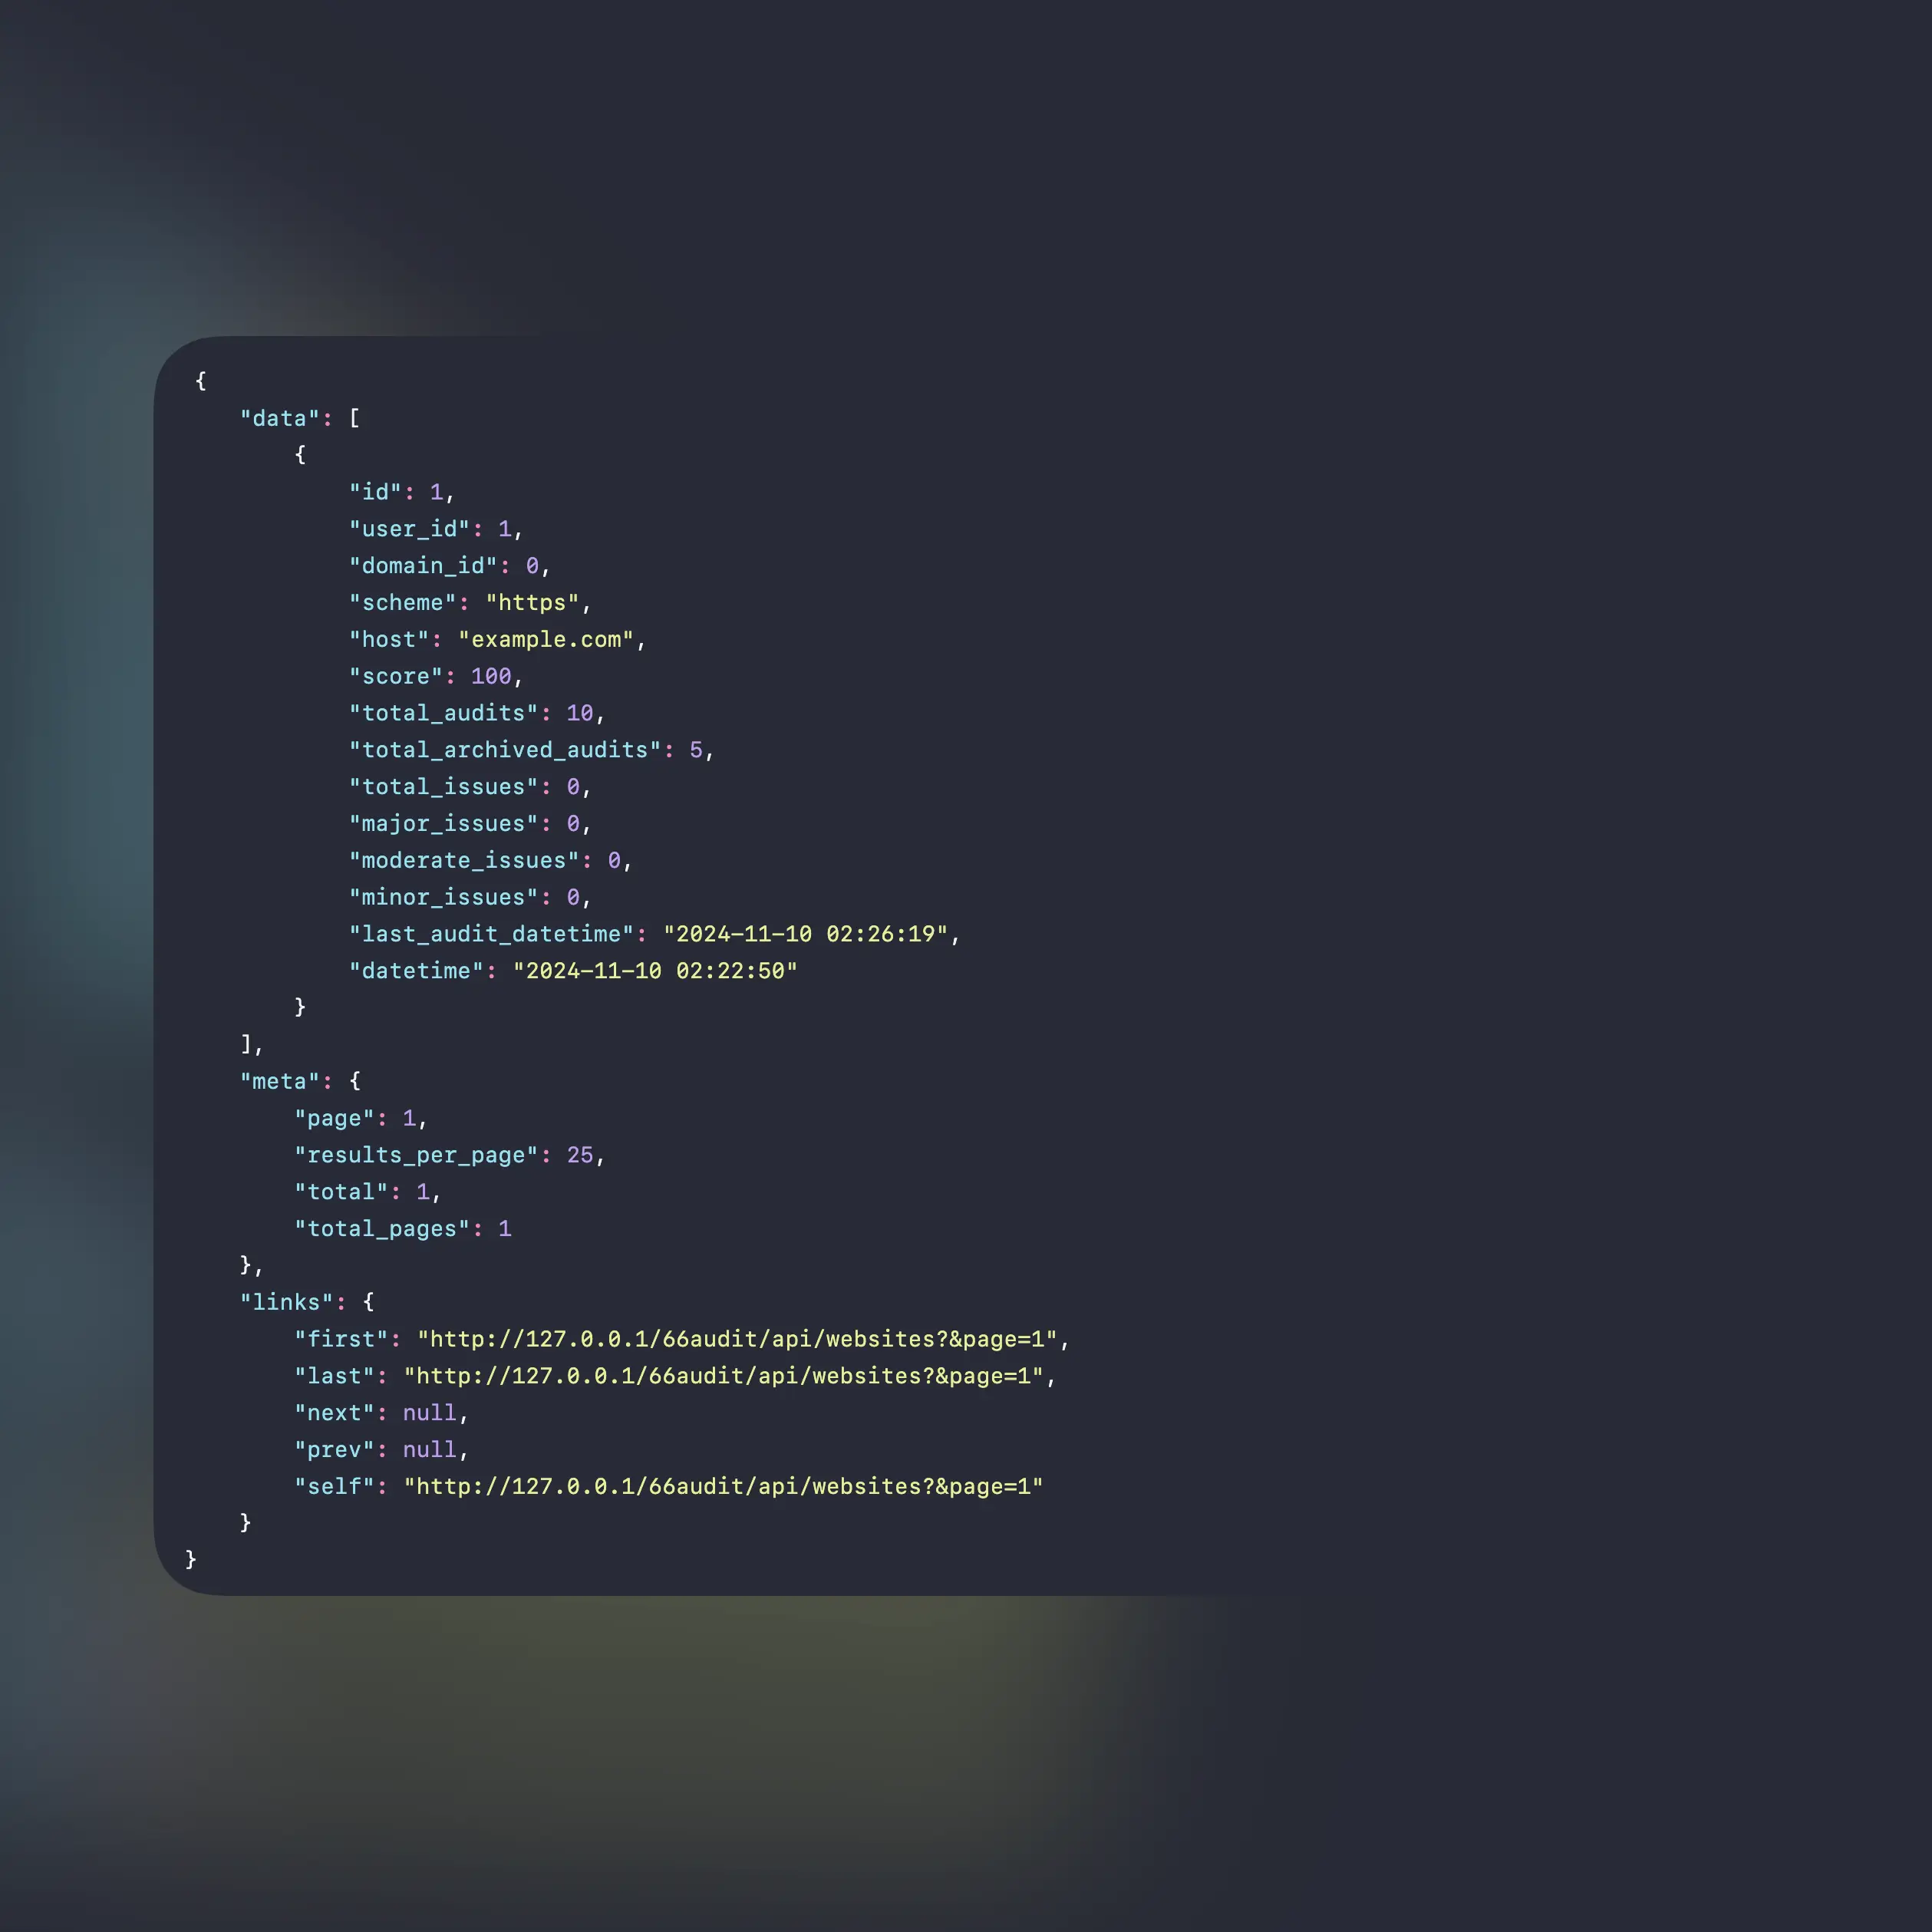 {
    "data": [
        {
            "id": 1,
            "user_id": 1,
            "domain_id": 0,
            "scheme": "https",
            "host": "example.com",
            "score": 100,
            "total_audits": 10,
            "total_archived_audits": 5,
            "total_issues": 0,
            "major_issues": 0,
            "moderate_issues": 0,
            "minor_issues": 0,
            "last_audit_datetime": "2024-11-10 02:26:19",
            "datetime": "2024-11-10 02:22:50"
        }
    ],
    "meta": {
        "page": 1,
        "results_per_page": 25,
        "total": 1,
        "total_pages": 1
    },
    "links": {
        "first": "http://127.0.0.1/66audit/api/websites?&page=1",
        "last": "http://127.0.0.1/66audit/api/websites?&page=1",
        "next": null,
        "prev": null,
        "self": "http://127.0.0.1/66audit/api/websites?&page=1"
    }
}